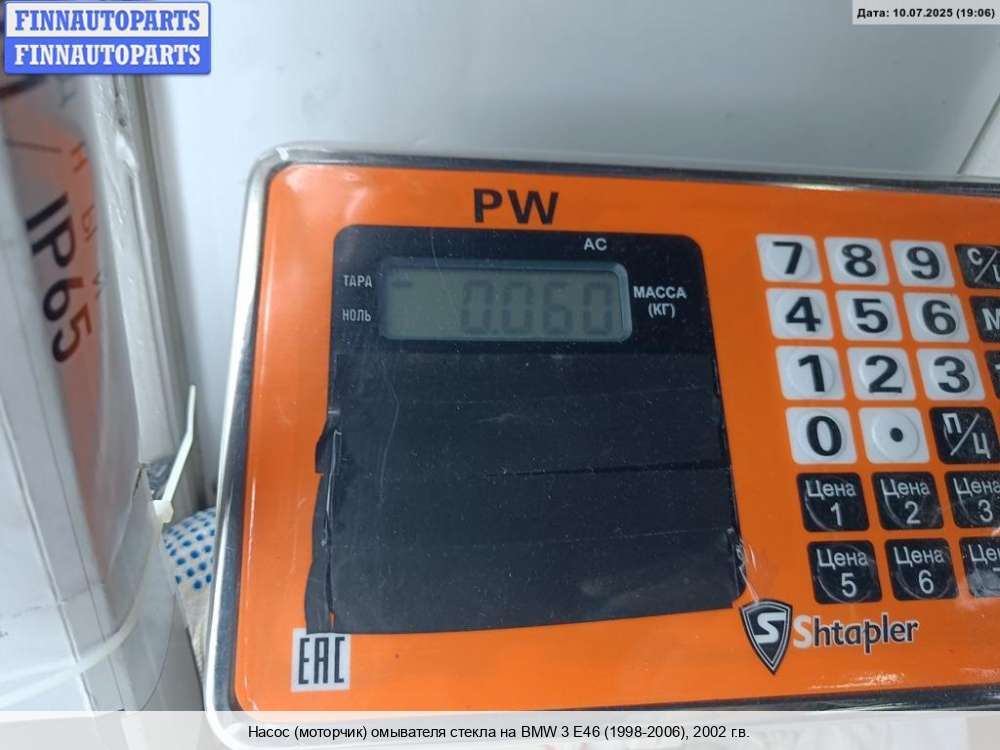 FINNAUTOPARTS
FINNAUTOPARTS
Дата: 10.07.2025 (19:06)
IP65
PW
AC
ТАРА
НОЛЬ
0.060
МАССА
(КГ)
7 8 9
4 5 6
1 2 3
0 • П/Ц
Цена 1
Цена 2
Цена 3
Цена 5
Цена 6
S Shtapler
EAC
Насос (моторчик) омывателя стекла на BMW 3 E46 (1998-2006), 2002 г.в.